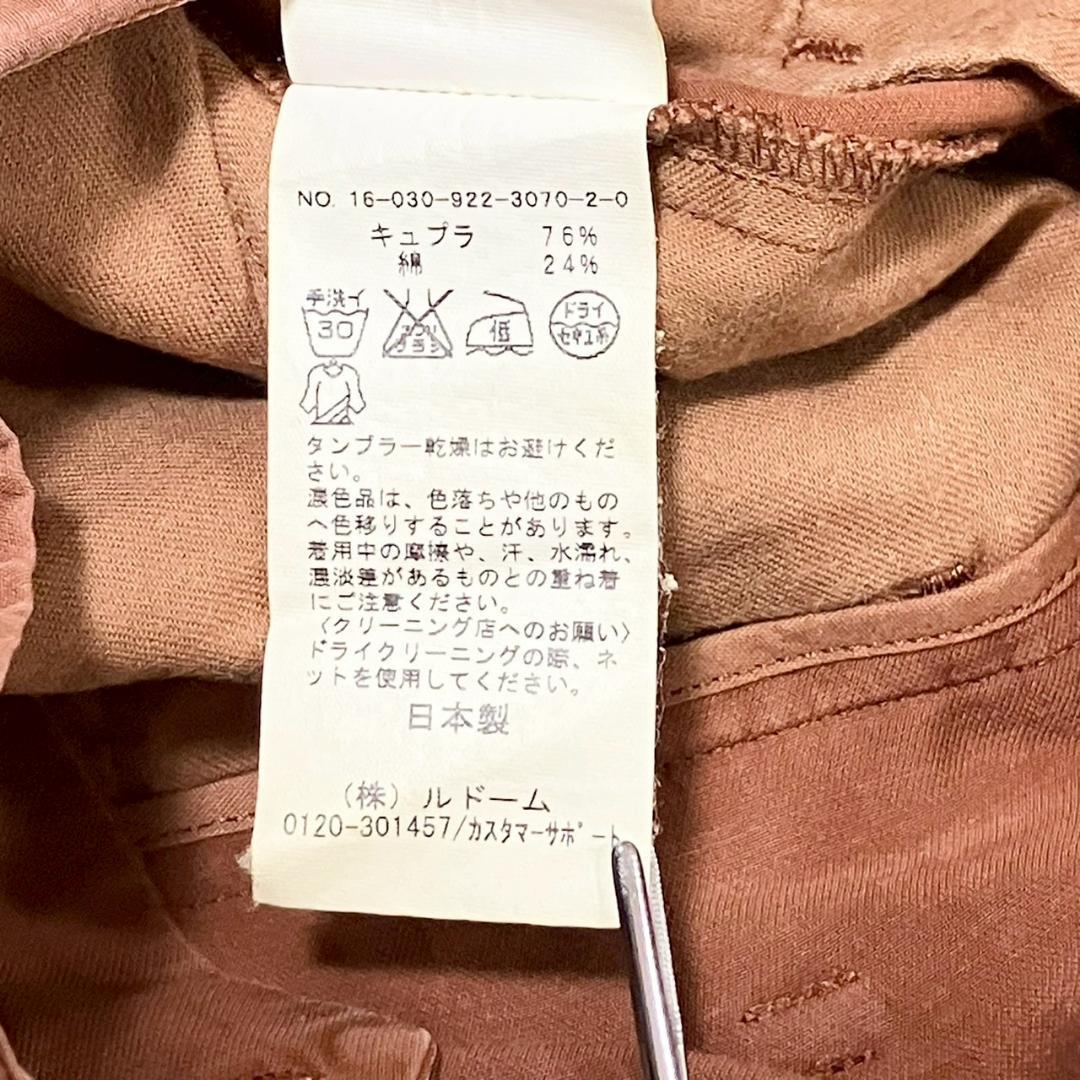 NO. 16-030-922-3070-2-0
キュプラ 76%
綿 24%
手洗イ
30
エンソ
サラシ
低
ドライ
セキユ系
タンブラー乾燥はお避けくだ
さい。
濃色品は、色落ちや他のもの
へ色移りすることがあります。
着用中の摩擦や、汗、水濡れ、
濃淡差があるものとの重ね着
にご注意ください。
〈クリーニング店へのお願い〉
ドライクリーニングの際、ネ
ットを使用してください。
日本製
(株)ルドーム
0120-301457/カスタマーサポート